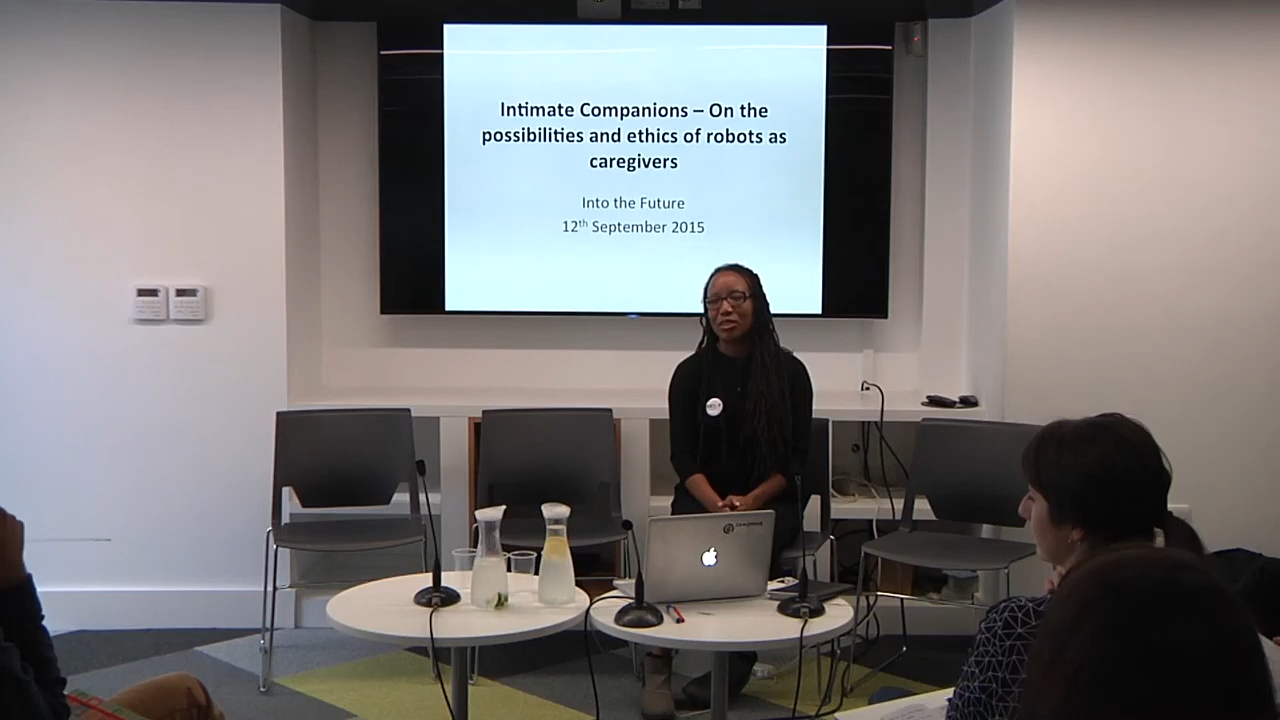 Intimate Companions – On the
possibilities and ethics of robots as
caregivers
Into the Future
12th September 2015